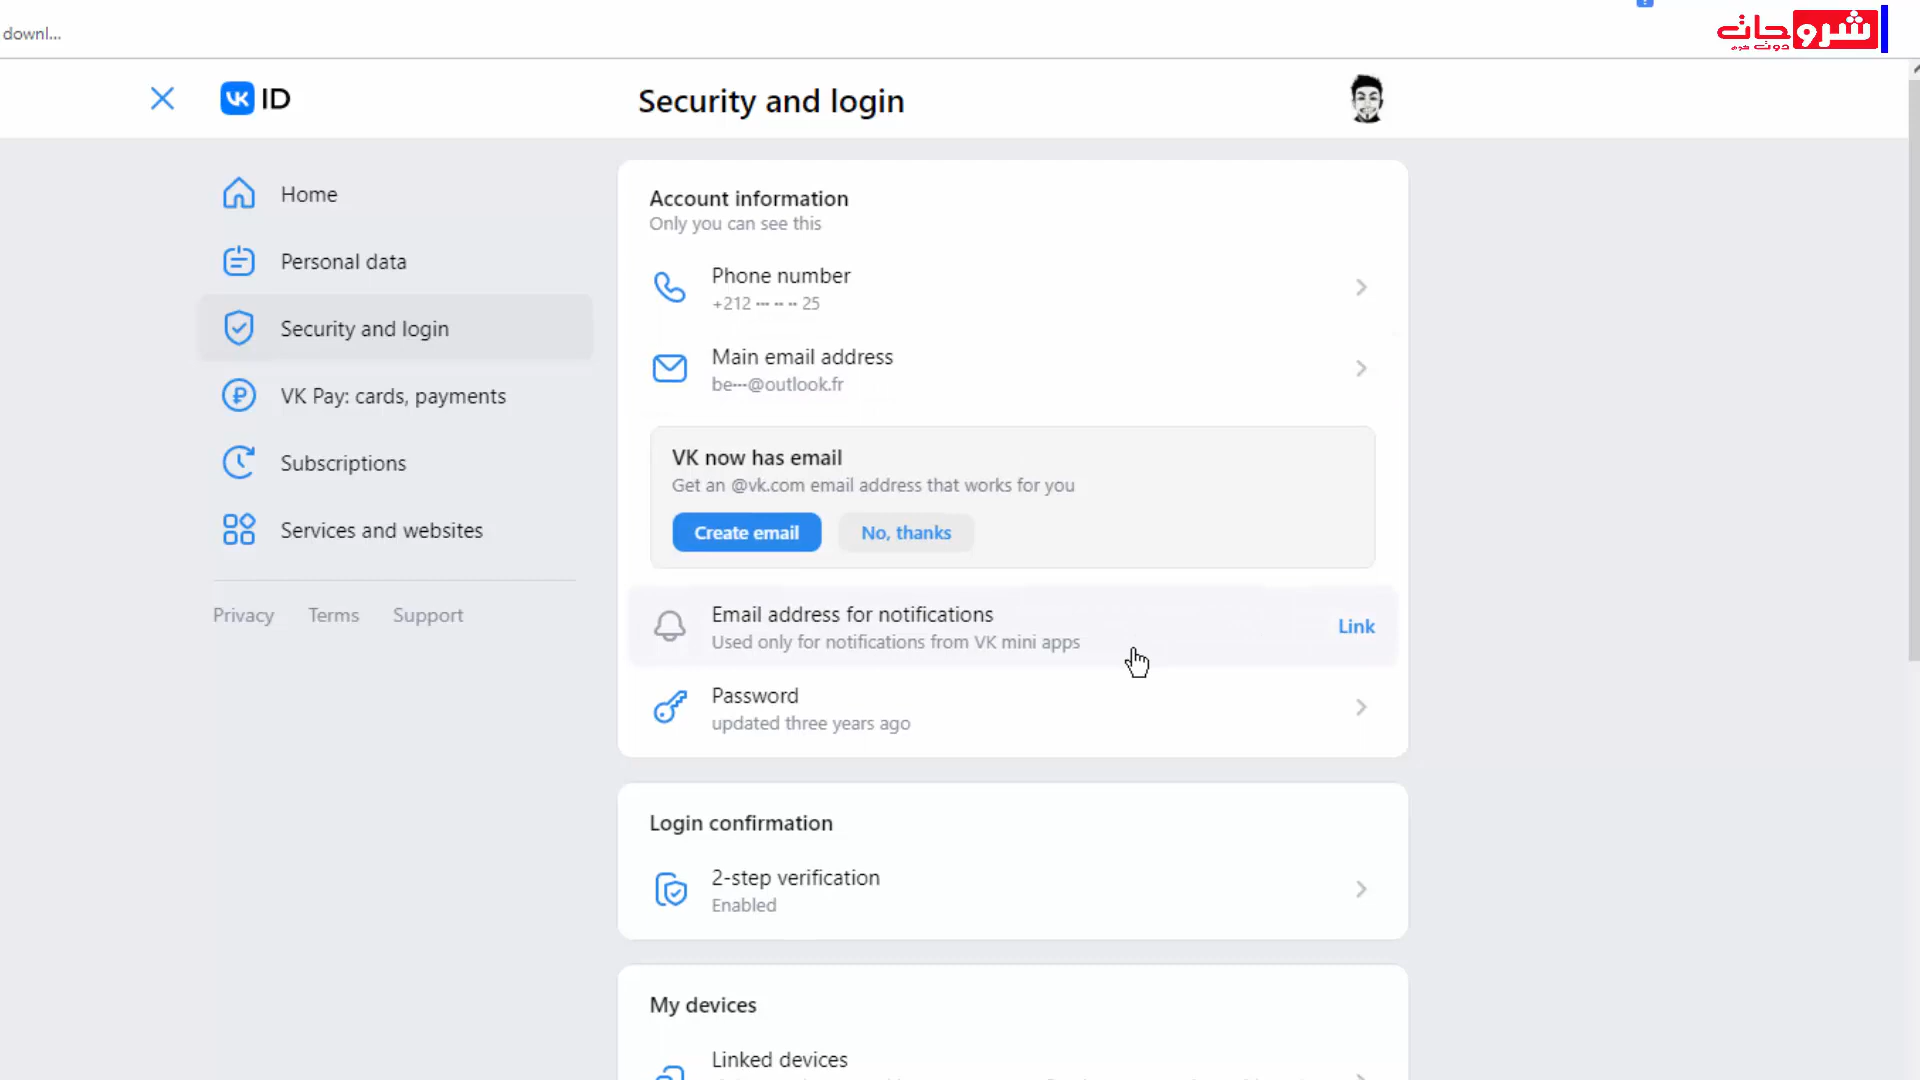 downl...
شروحات
دوت كوم
VK ID
Security and login
Home
Personal data
Security and login
VK Pay: cards, payments
Subscriptions
Services and websites
Privacy
Terms
Support
Account information
Only you can see this
Phone number
+212 ••• •• •• 25
Main email address
be•••@outlook.fr
VK now has email
Get an @vk.com email address that works for you
Create email
No, thanks
Email address for notifications
Used only for notifications from VK mini apps
Link
Password
updated three years ago
Login confirmation
2-step verification
Enabled
My devices
Linked devices